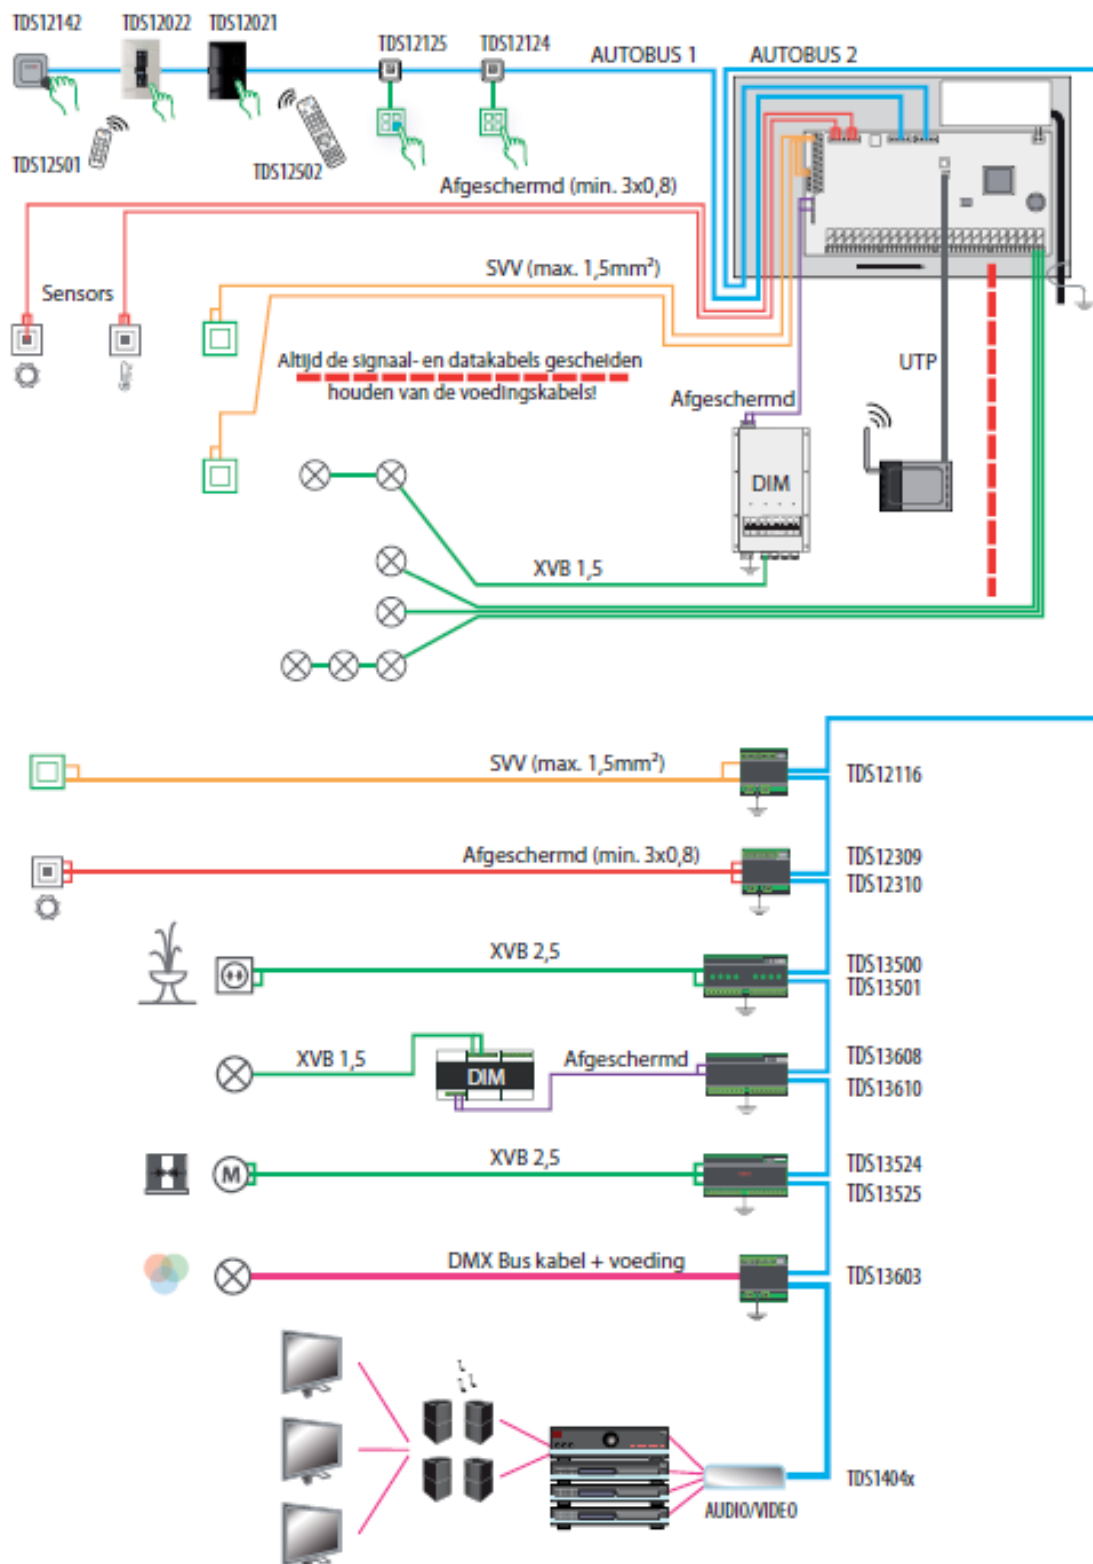 TDS12142
TDS12022
TDS12021
TDS12125
TDS12124
AUTOBUS 1
AUTOBUS 2
TDS12501
TDS12502
Afgeschermd (min. 3x0,8)
SVV (max. 1,5mm²)
Sensors
Altijd de signaal- en datakabels gescheiden
houden van de voedingskabels!
UTP
Afgeschermd
DIM
XVB 1,5
SVV (max. 1,5mm²)
TDS12116
Afgeschermd (min. 3x0,8)
TDS12309
TDS12310
XVB 2,5
TDS13500
TDS13501
XVB 1,5
DIM
Afgeschermd
TDS13608
TDS13610
XVB 2,5
M
TDS13524
TDS13525
DMX Bus kabel + voeding
TDS13603
TDS1404x
AUDIO/VIDEO